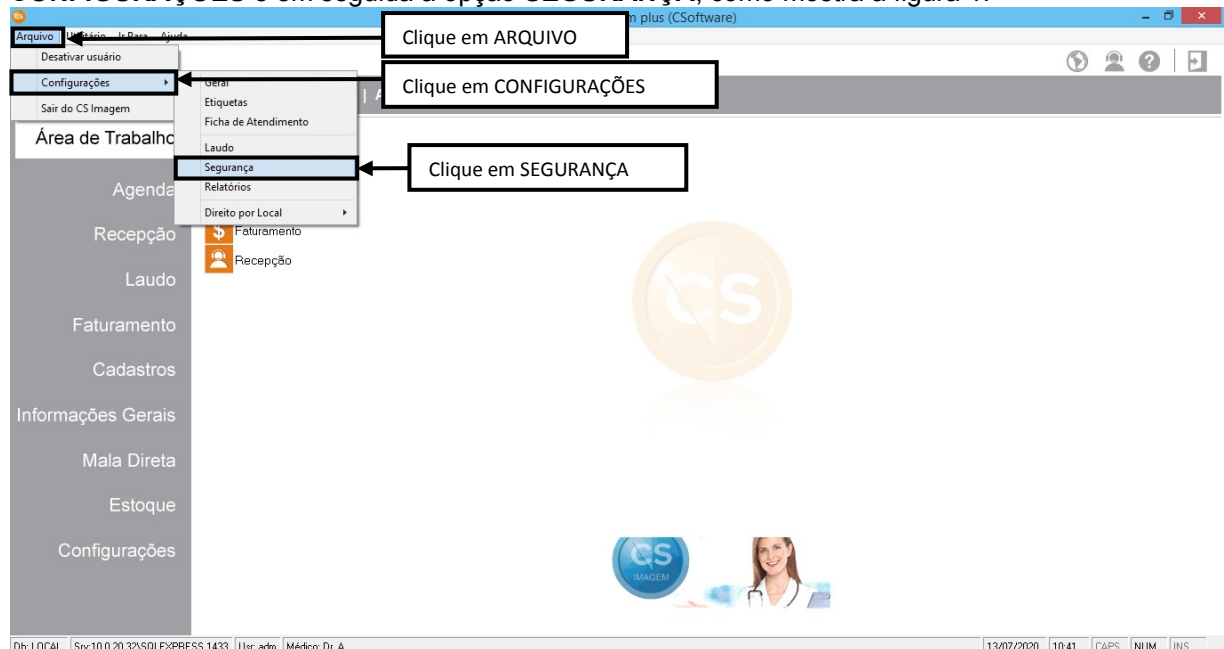 CONFIGURAÇÕES e em seguida a opção SEGURANÇA, como mostra a figura 1.
m plus (CSoftware)
Arquivo Utilitário Ir Para Ajuda
Clique em ARQUIVO
Desativar usuário
Configurações
Clique em CONFIGURAÇÕES
Sair do CS Imagem
Geral
Etiquetas
Ficha de Atendimento
Laudo
Segurança
Clique em SEGURANÇA
Relatórios
Direito por Local
Área de Trabalho
Agenda
Recepção
Laudo
Faturamento
Cadastros
Informações Gerais
Mala Direta
Estoque
Configurações
Faturamento
Recepção
CS
CS
IMAGEM
Db: LOCAL Srv:10.0.20.32\SQLEXPRESS,1433 Usr: adm Médico: Dr. A 13/07/2020 10:41 CAPS NUM INS